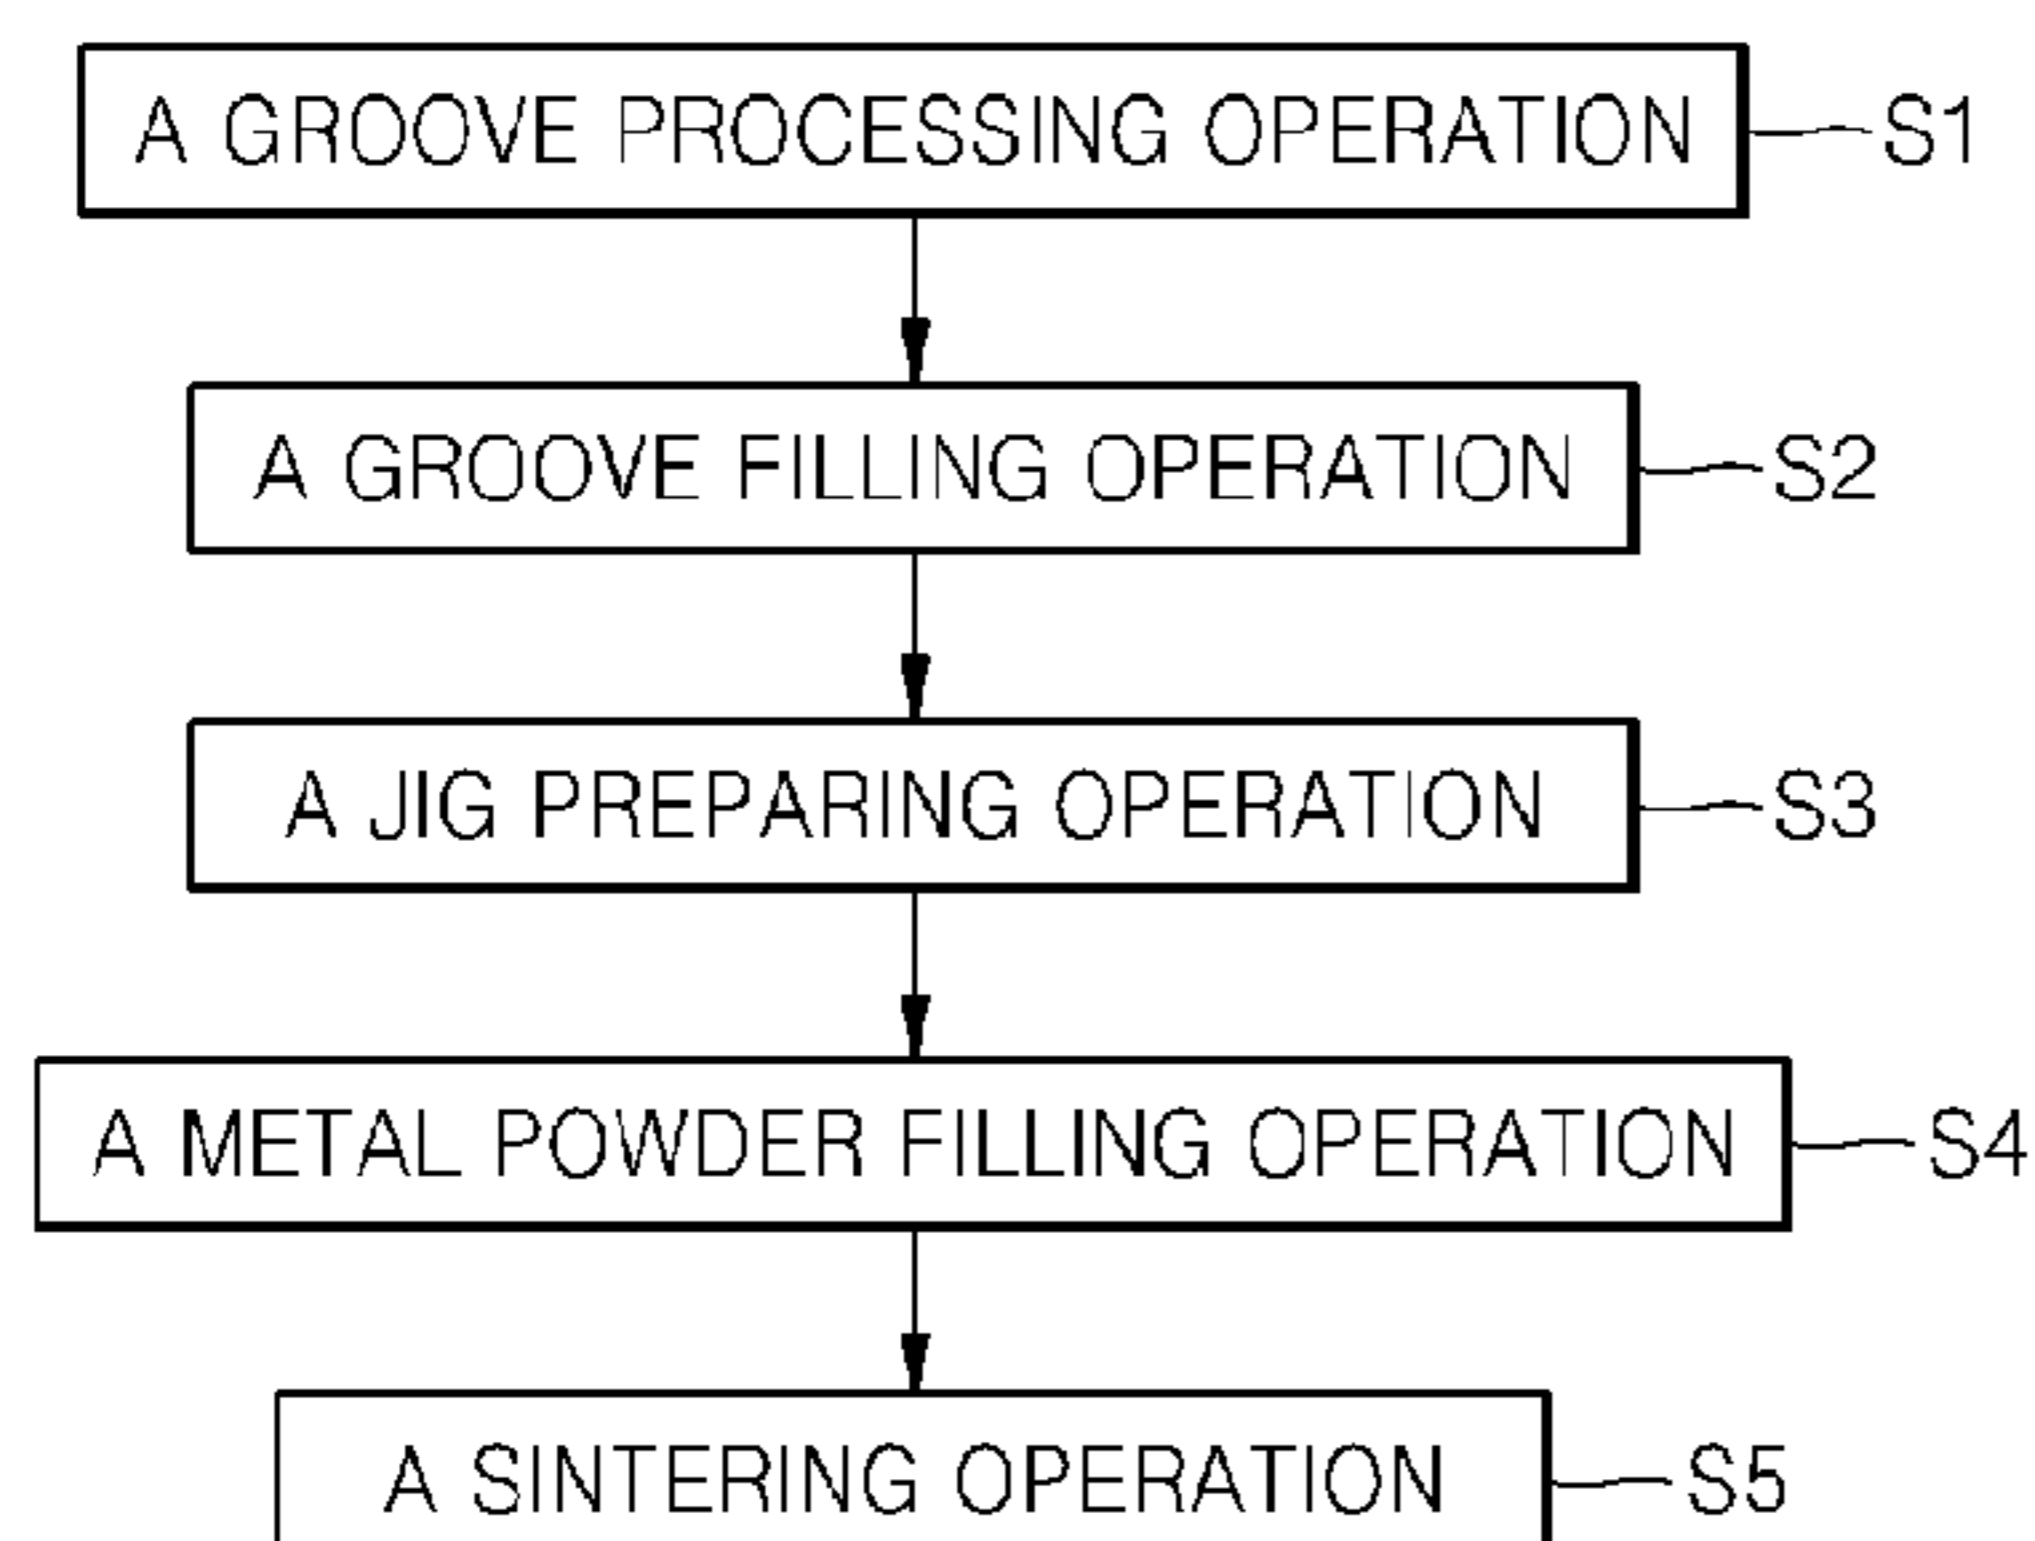 A GROOVE PROCESSING OPERATION S1
A GROOVE FILLING OPERATION S2
A JIG PREPARING OPERATION S3
A METAL POWDER FILLING OPERATION S4
A SINTERING OPERATION S5